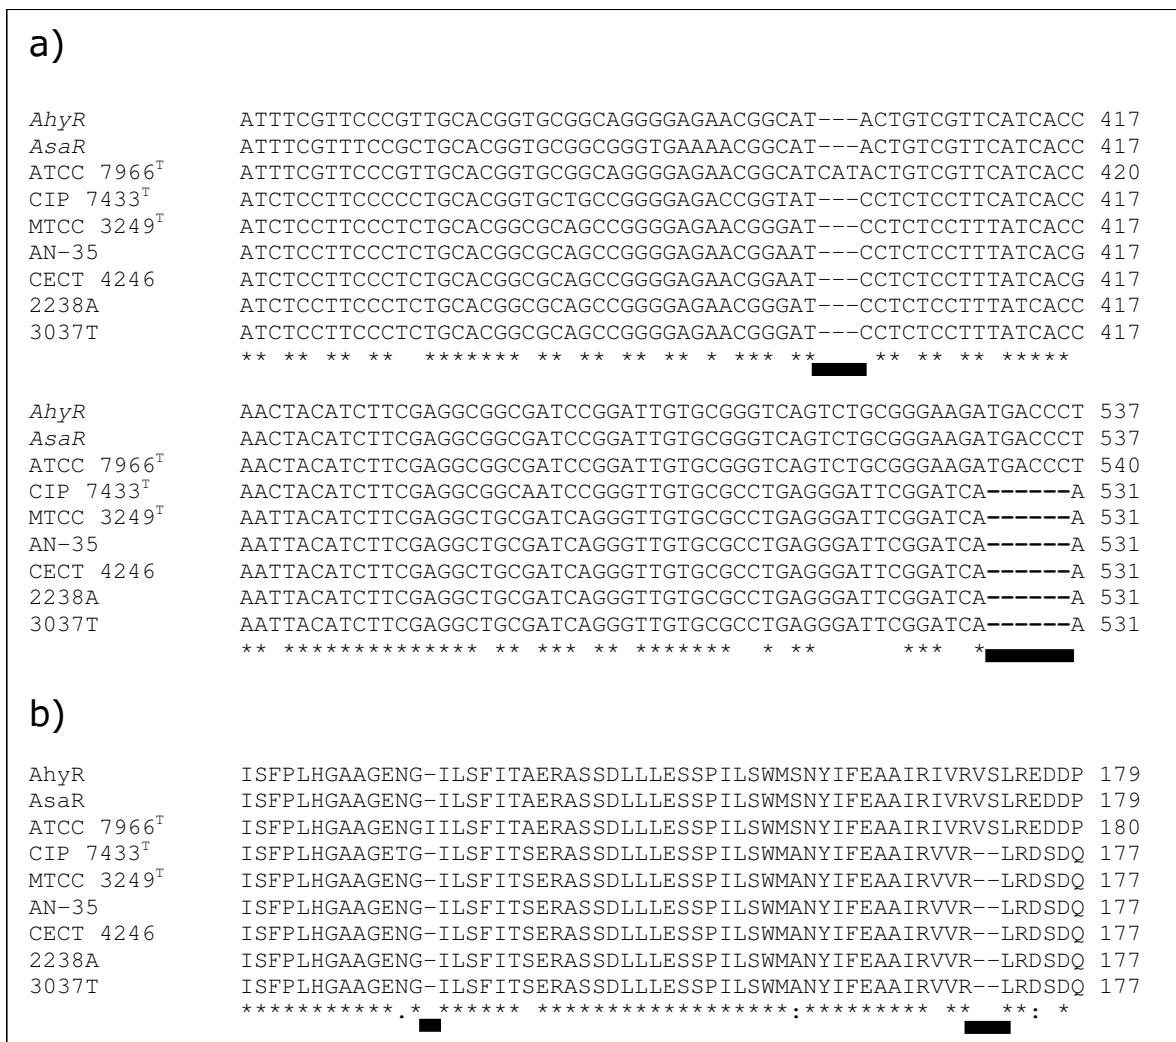 a)
AhyR ATTTCGTTCCCGTTGCACGGTGCGGCAGGGGAGAACGGCAT---ACTGTCGTTCATCACC 417
AsaR ATTTCGTTCCGCTGCACGGTGCGGCGGGTGAAAACGGCAT---ACTGTCGTTCATCACC 417
ATCC 7966T ATTTCGTTCCCGTTGCACGGTGCGGCAGGGGAGAACGGCATCATACTGTCGTTCATCACC 420
CIP 7433T ATCTCCTTCCCCCTGCACGGTGCTGCCGGGGAGACCGGTAT---CCTCTCCTTCATCACC 417
MTCC 3249T ATCTCCTTCCCTCTGCACGGCGCAGCCGGGGAGAACGGGAT---CCTCTCCTTTATCACC 417
AN-35 ATCTCCTTCCCTCTGCACGGCGCAGCCGGGGAGAACGGAAT---CCTCTCCTTTATCACG 417
CECT 4246 ATCTCCTTCCCTCTGCACGGCGCAGCCGGGGAGAACGGAAT---CCTCTCCTTTATCACG 417
2238A ATCTCCTTCCCTCTGCACGGCGCAGCCGGGGAGAACGGGAT---CCTCTCCTTTATCACC 417
3037T ATCTCCTTCCCTCTGCACGGCGCAGCCGGGGAGAACGGGAT---CCTCTCCTTTATCACC 417
** ** ** **  ******* ** ** ** ** * *** ** ** ** ** *****
AhyR AACTACATCTTCGAGGCGGCGATCCGGATTGTGCGGGTCAGTCTGCGGGAAGATGACCCT 537
AsaR AACTACATCTTCGAGGCGGCGATCCGGATTGTGCGGGTCAGTCTGCGGGAAGATGACCCT 537
ATCC 7966T AACTACATCTTCGAGGCGGCGATCCGGATTGTGCGGGTCAGTCTGCGGGAAGATGACCCT 540
CIP 7433T AACTACATCTTCGAGGCGGCAATCCGGGTTGTGCGCCTGAGGGATTCGGATCA------A 531
MTCC 3249T AATTACATCTTCGAGGCTGCGATCAGGGTTGTGCGCCTGAGGGATTCGGATCA------A 531
AN-35 AATTACATCTTCGAGGCTGCGATCAGGGTTGTGCGCCTGAGGGATTCGGATCA------A 531
CECT 4246 AATTACATCTTCGAGGCTGCGATCAGGGTTGTGCGCCTGAGGGATTCGGATCA------A 531
2238A AATTACATCTTCGAGGCTGCGATCAGGGTTGTGCGCCTGAGGGATTCGGATCA------A 531
3037T AATTACATCTTCGAGGCTGCGATCAGGGTTGTGCGCCTGAGGGATTCGGATCA------A 531
** ************** ** *** ** ******* * ** *** *
b)
AhyR ISFPLHGAAGENG-ILSFITAERASSDLLLESSPILSWMSNYIFEAAIRIVRVSLREDDP 179
AsaR ISFPLHGAAGENG-ILSFITAERASSDLLLESSPILSWMSNYIFEAAIRIVRVSLREDDP 179
ATCC 7966T ISFPLHGAAGENGIILSFITAERASSDLLLESSPILSWMSNYIFEAAIRIVRVSLREDDP 180
CIP 7433T ISFPLHGAAGETG-ILSFITSERASSDLLLESSPILSWMANYIFEAAIRVVR--LRDSDQ 177
MTCC 3249T ISFPLHGAAGENG-ILSFITSERASSDLLLESSPILSWMANYIFEAAIRVVR--LRDSDQ 177
AN-35 ISFPLHGAAGENG-ILSFITSERASSDLLLESSPILSWMANYIFEAAIRVVR--LRDSDQ 177
CECT 4246 ISFPLHGAAGENG-ILSFITSERASSDLLLESSPILSWMANYIFEAAIRVVR--LRDSDQ 177
2238A ISFPLHGAAGENG-ILSFITSERASSDLLLESSPILSWMANYIFEAAIRVVR--LRDSDQ 177
3037T ISFPLHGAAGENG-ILSFITSERASSDLLLESSPILSWMANYIFEAAIRVVR--LRDSDQ 177
***********.* ****** ******************:********* ** **: *